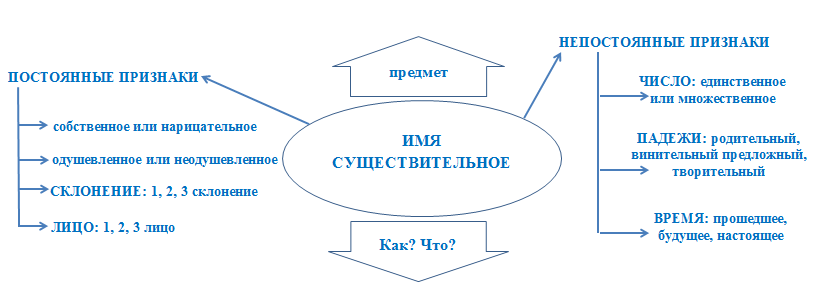 ПОСТОЯННЫЕ ПРИЗНАКИ
собственное или нарицательное
одушевленное или неодушевленное
СКЛОНЕНИЕ: 1, 2, 3 склонение
ЛИЦО: 1, 2, 3 лицо
предмет
ИМЯ
СУЩЕСТВИТЕЛЬНОЕ
Как? Что?
НЕПОСТОЯННЫЕ ПРИЗНАКИ
ЧИСЛО: единственное
или множественное
ПАДЕЖИ: родительный,
винительный предложный,
творительный
ВРЕМЯ: прошедшее,
будущее, настоящее